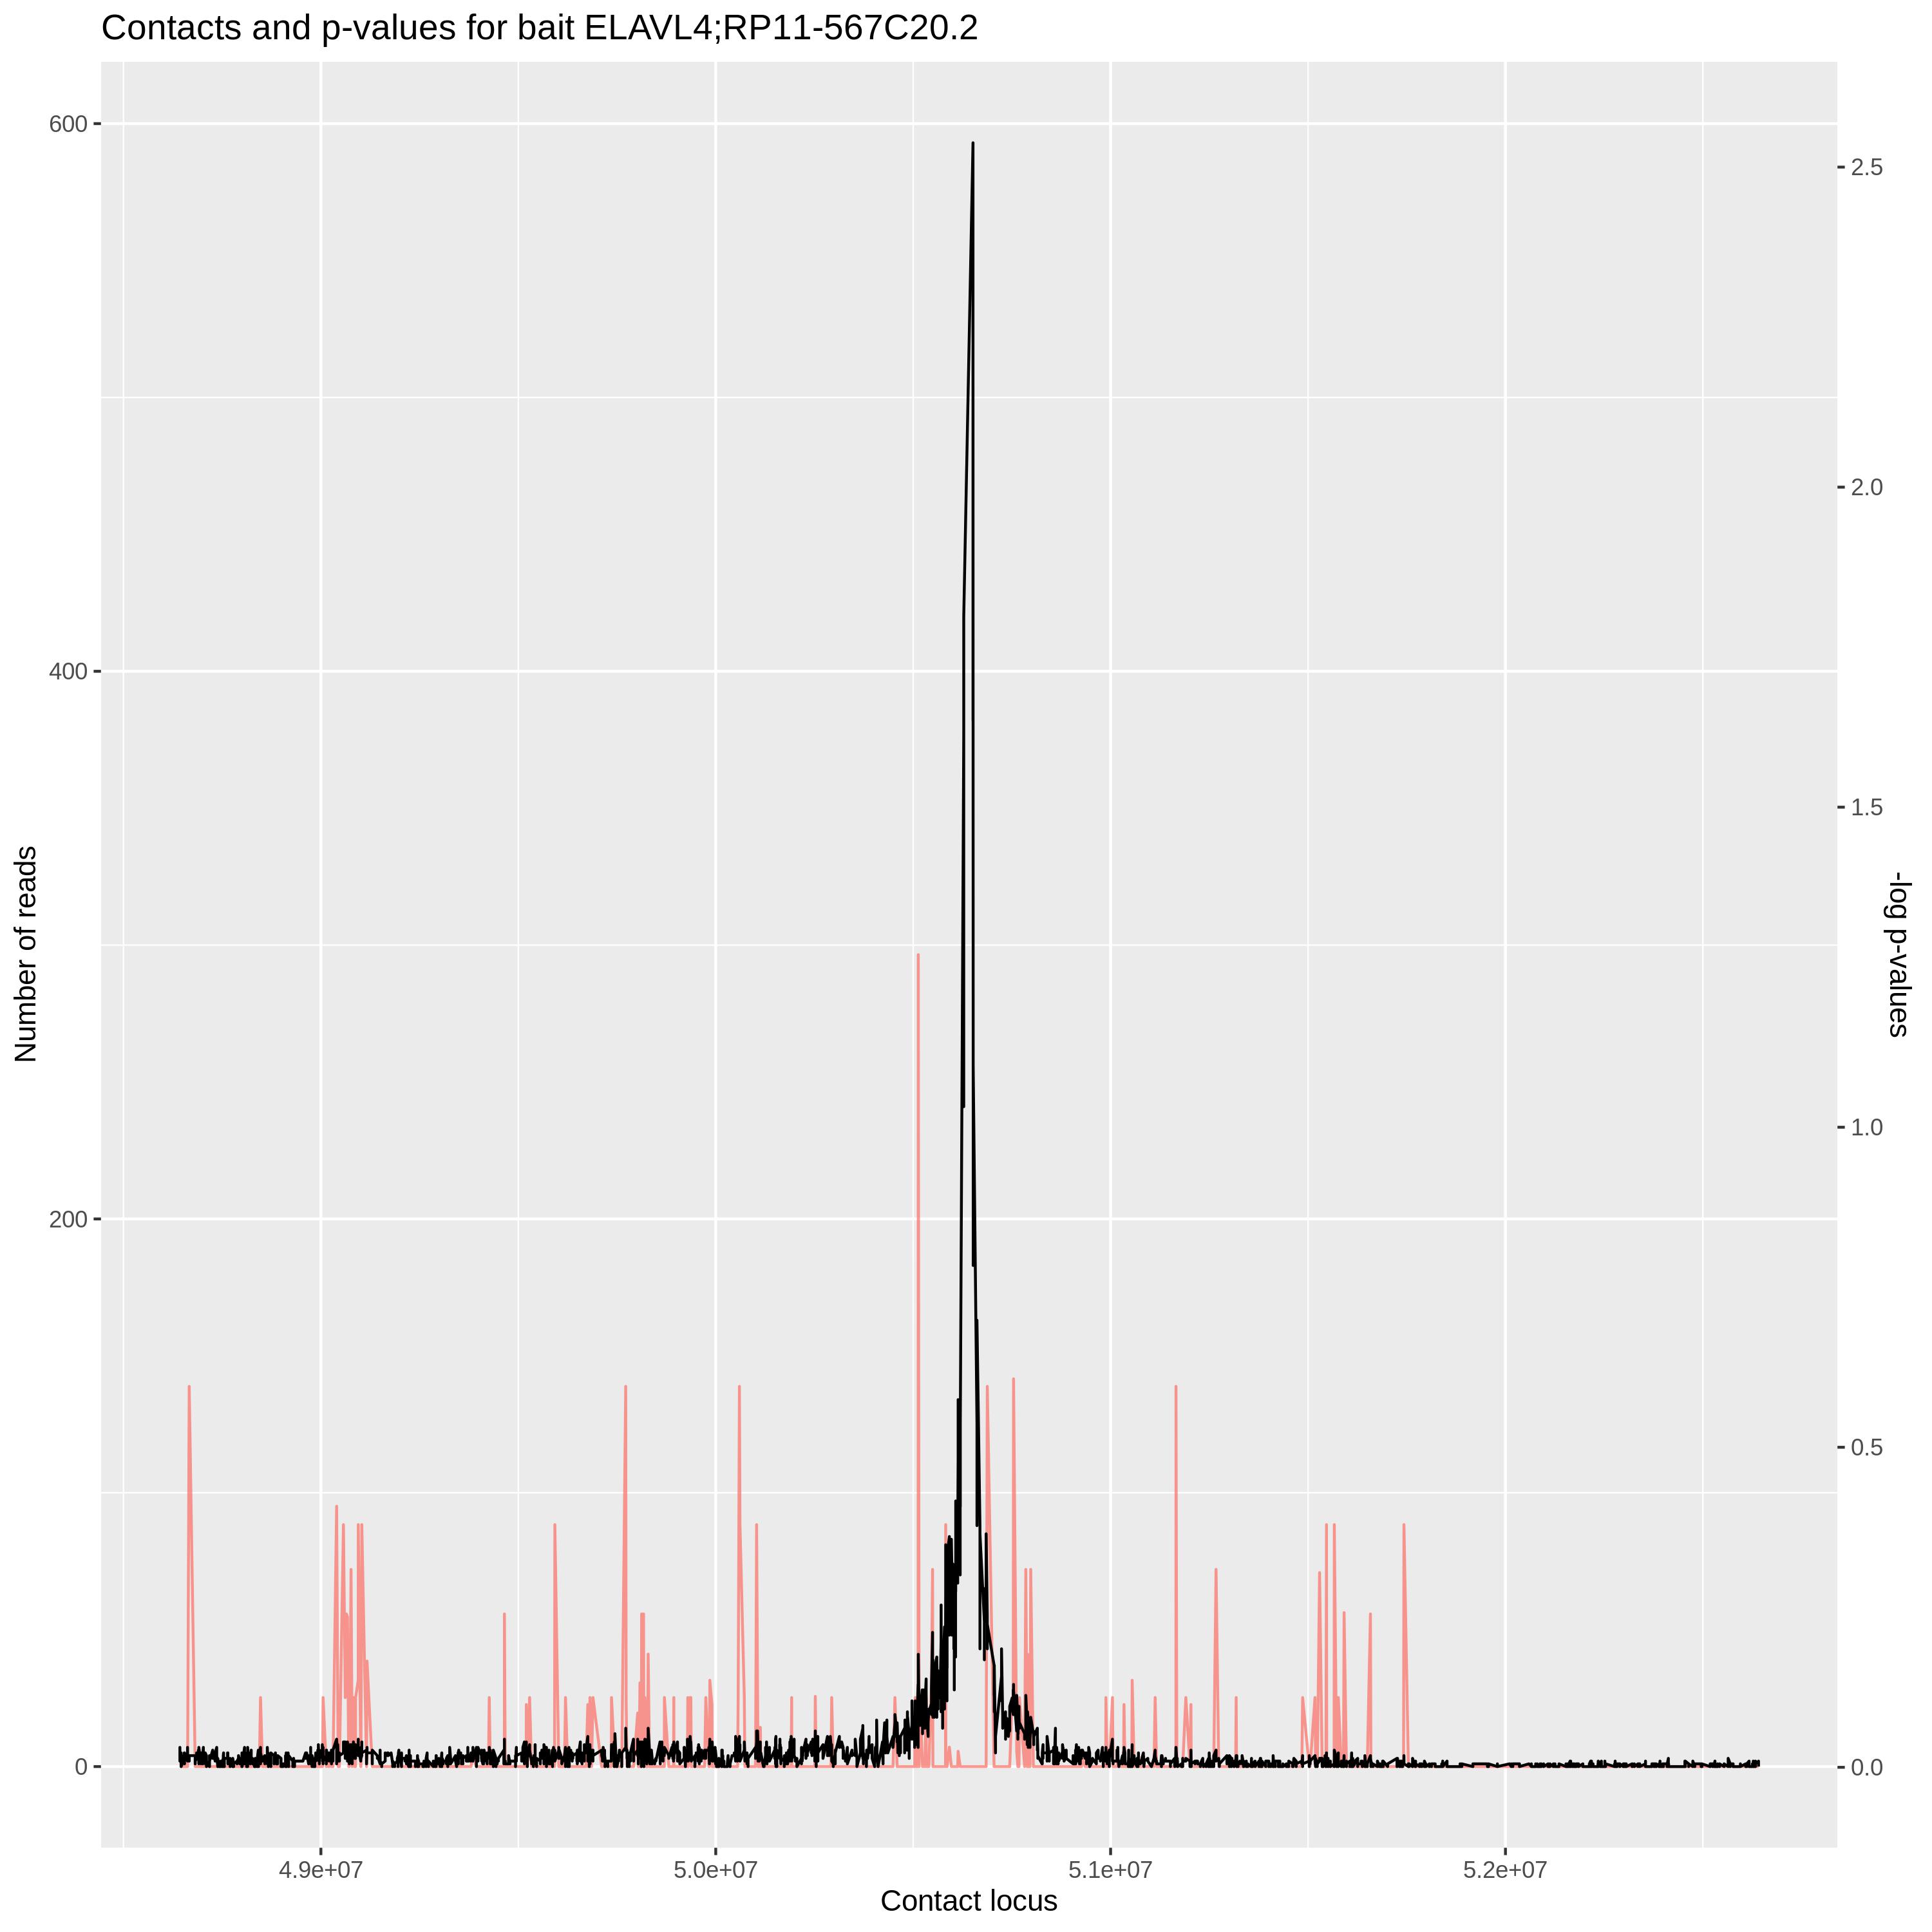 Contacts and p-values for bait ELAVL4;RP11-567C20.2
600
400
200
0
Number of reads
2.5
2.0
1.5
1.0
0.5
0.0
-log p-values
4.9e+07
5.0e+07
5.1e+07
5.2e+07
Contact locus